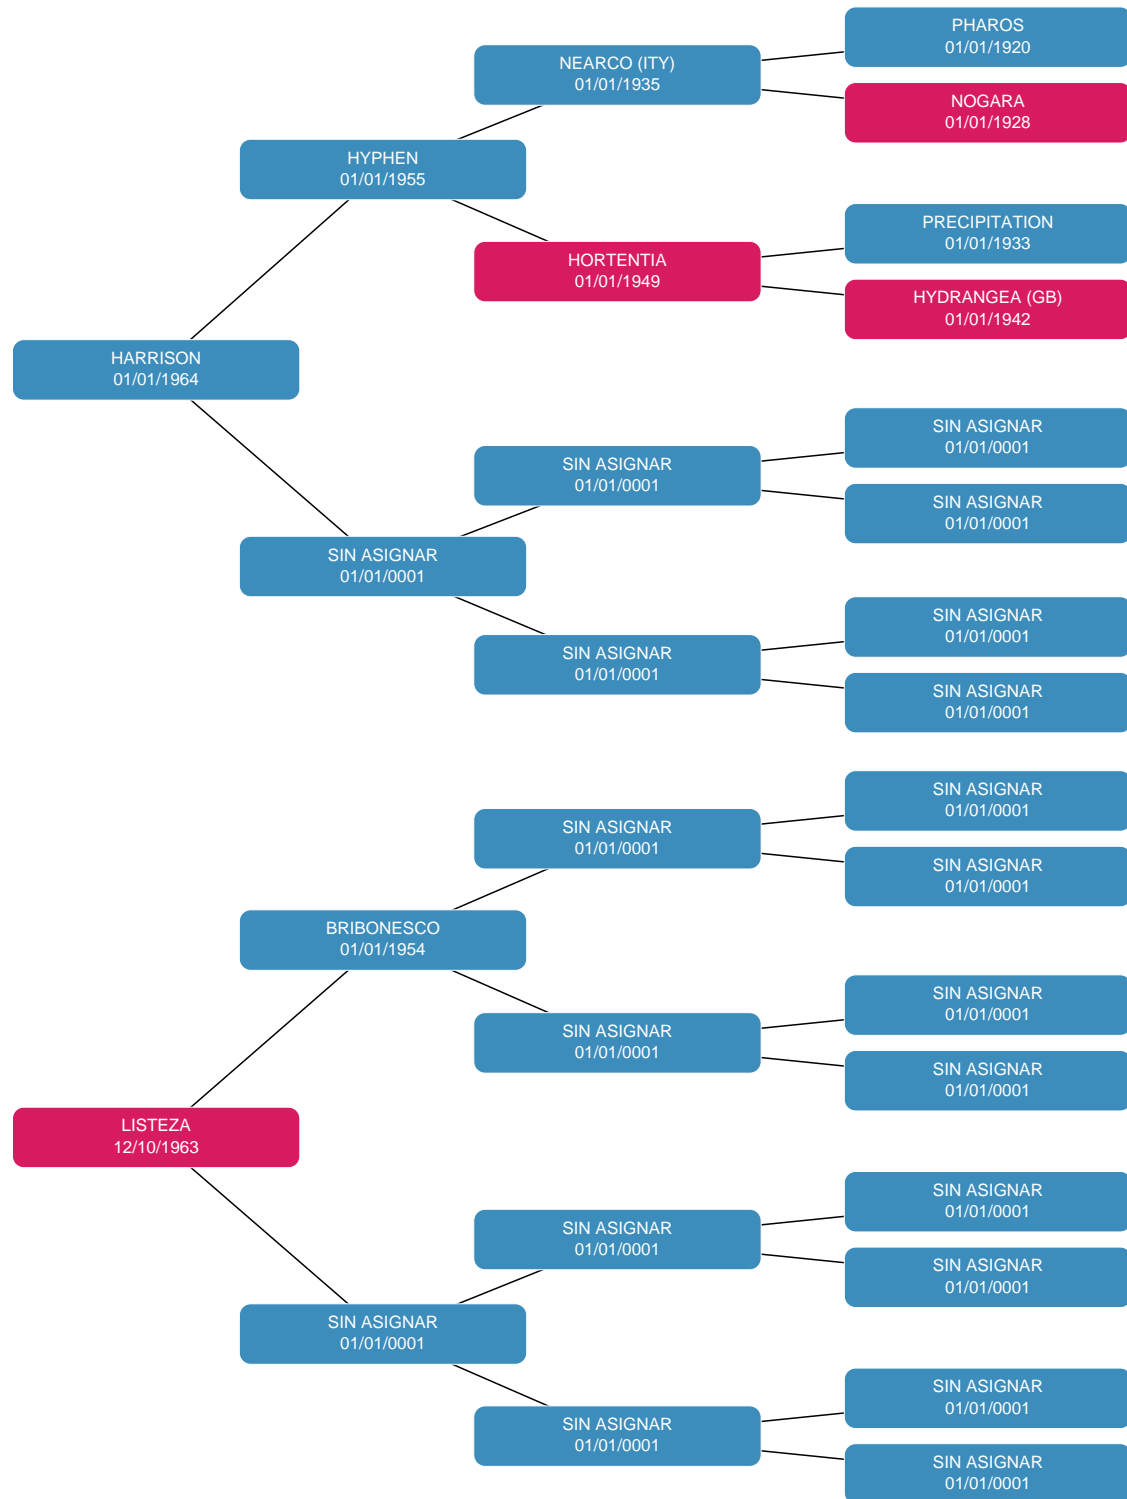 PHAROS
01/01/1920
NEARCO (ITY)
01/01/1935
NOGARA
01/01/1928
HYPHEN
01/01/1955
PRECIPITATION
01/01/1933
HORTENTIA
01/01/1949
HYDRANGEA (GB)
01/01/1942
HARRISON
01/01/1964
SIN ASIGNAR
01/01/0001
SIN ASIGNAR
01/01/0001
SIN ASIGNAR
01/01/0001
SIN ASIGNAR
01/01/0001
SIN ASIGNAR
01/01/0001
SIN ASIGNAR
01/01/0001
SIN ASIGNAR
01/01/0001
SIN ASIGNAR
01/01/0001
SIN ASIGNAR
01/01/0001
SIN ASIGNAR
01/01/0001
BRIBONESCO
01/01/1954
SIN ASIGNAR
01/01/0001
SIN ASIGNAR
01/01/0001
SIN ASIGNAR
01/01/0001
LISTEZA
12/10/1963
SIN ASIGNAR
01/01/0001
SIN ASIGNAR
01/01/0001
SIN ASIGNAR
01/01/0001
SIN ASIGNAR
01/01/0001
SIN ASIGNAR
01/01/0001
SIN ASIGNAR
01/01/0001
SIN ASIGNAR
01/01/0001